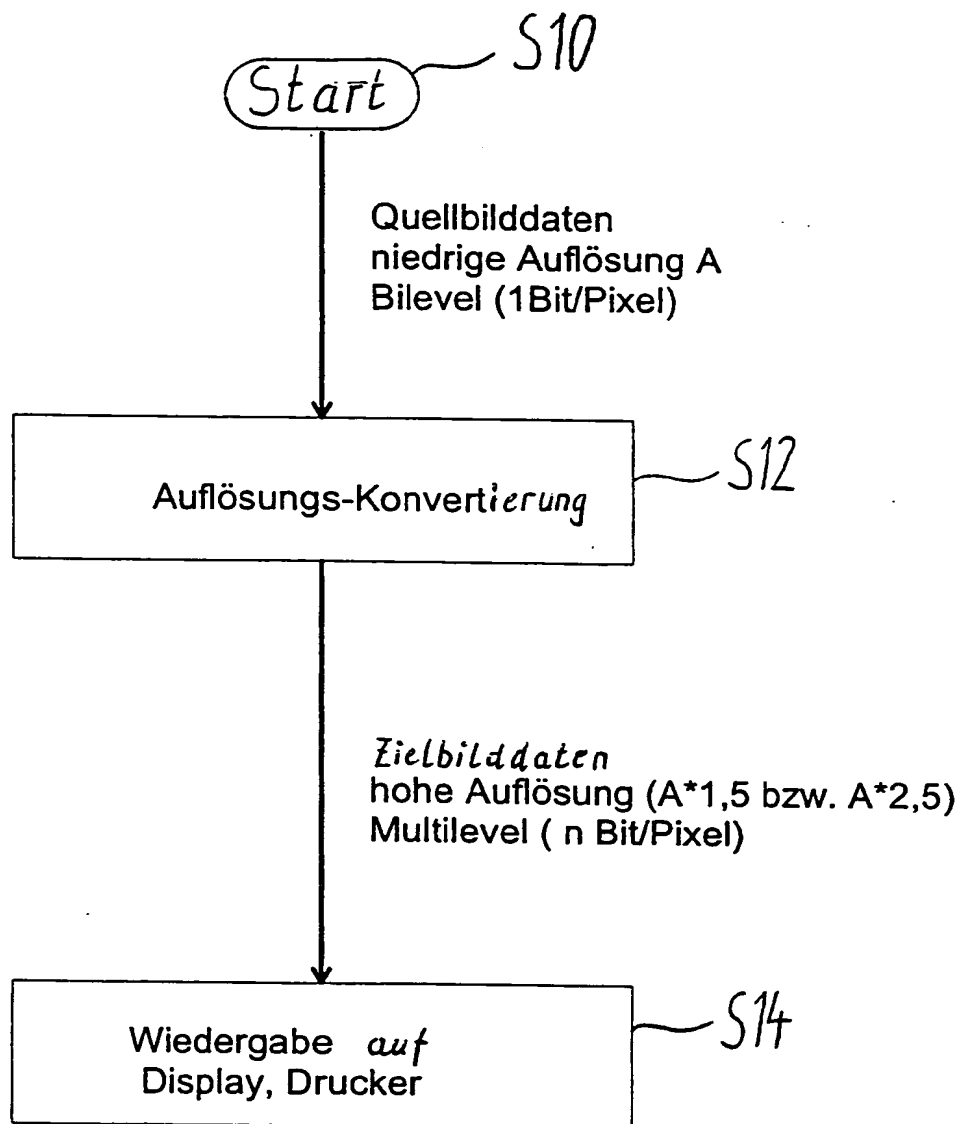 S10
Start
Quellbilddaten
niedrige Auflösung A
Bilevel (1Bit/Pixel)
Auflösungs-Konvertierung
S12
Zielbilddaten
hohe Auflösung (A*1,5 bzw. A*2,5)
Multilevel ( n Bit/Pixel)
Wiedergabe auf
Display, Drucker
S14